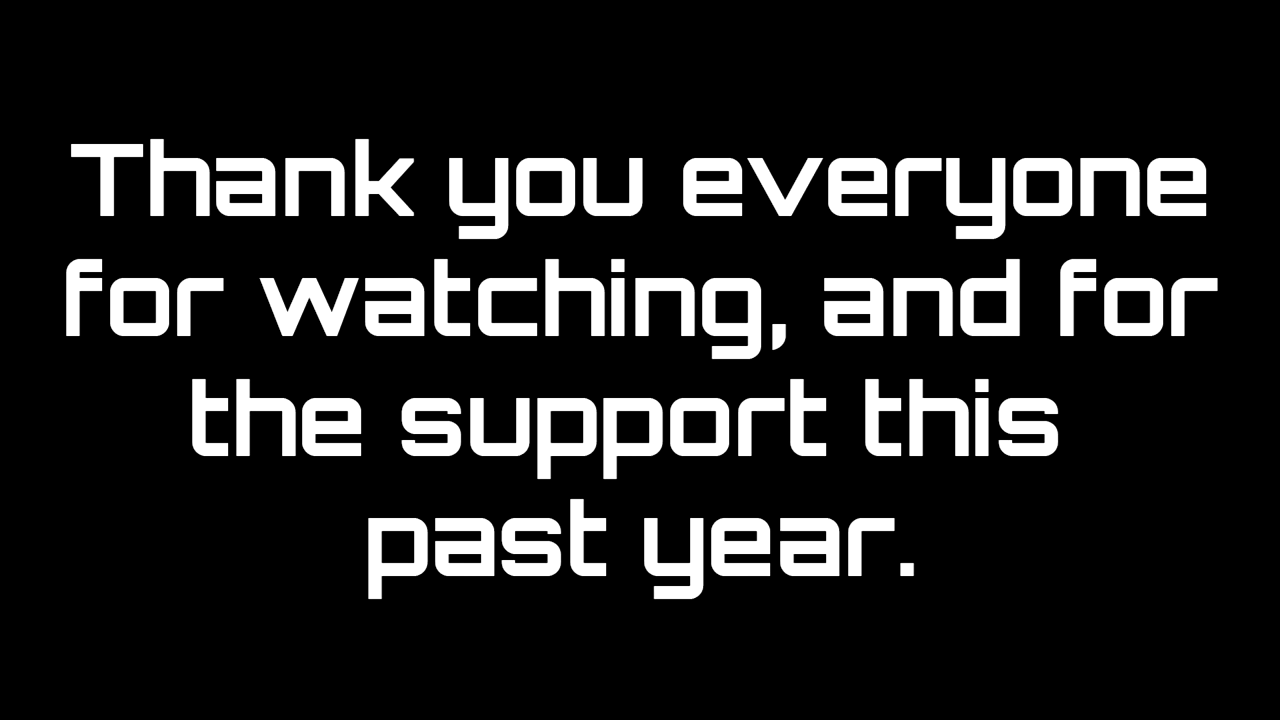 Thank you everyone
for watching, and for
the support this
past year.